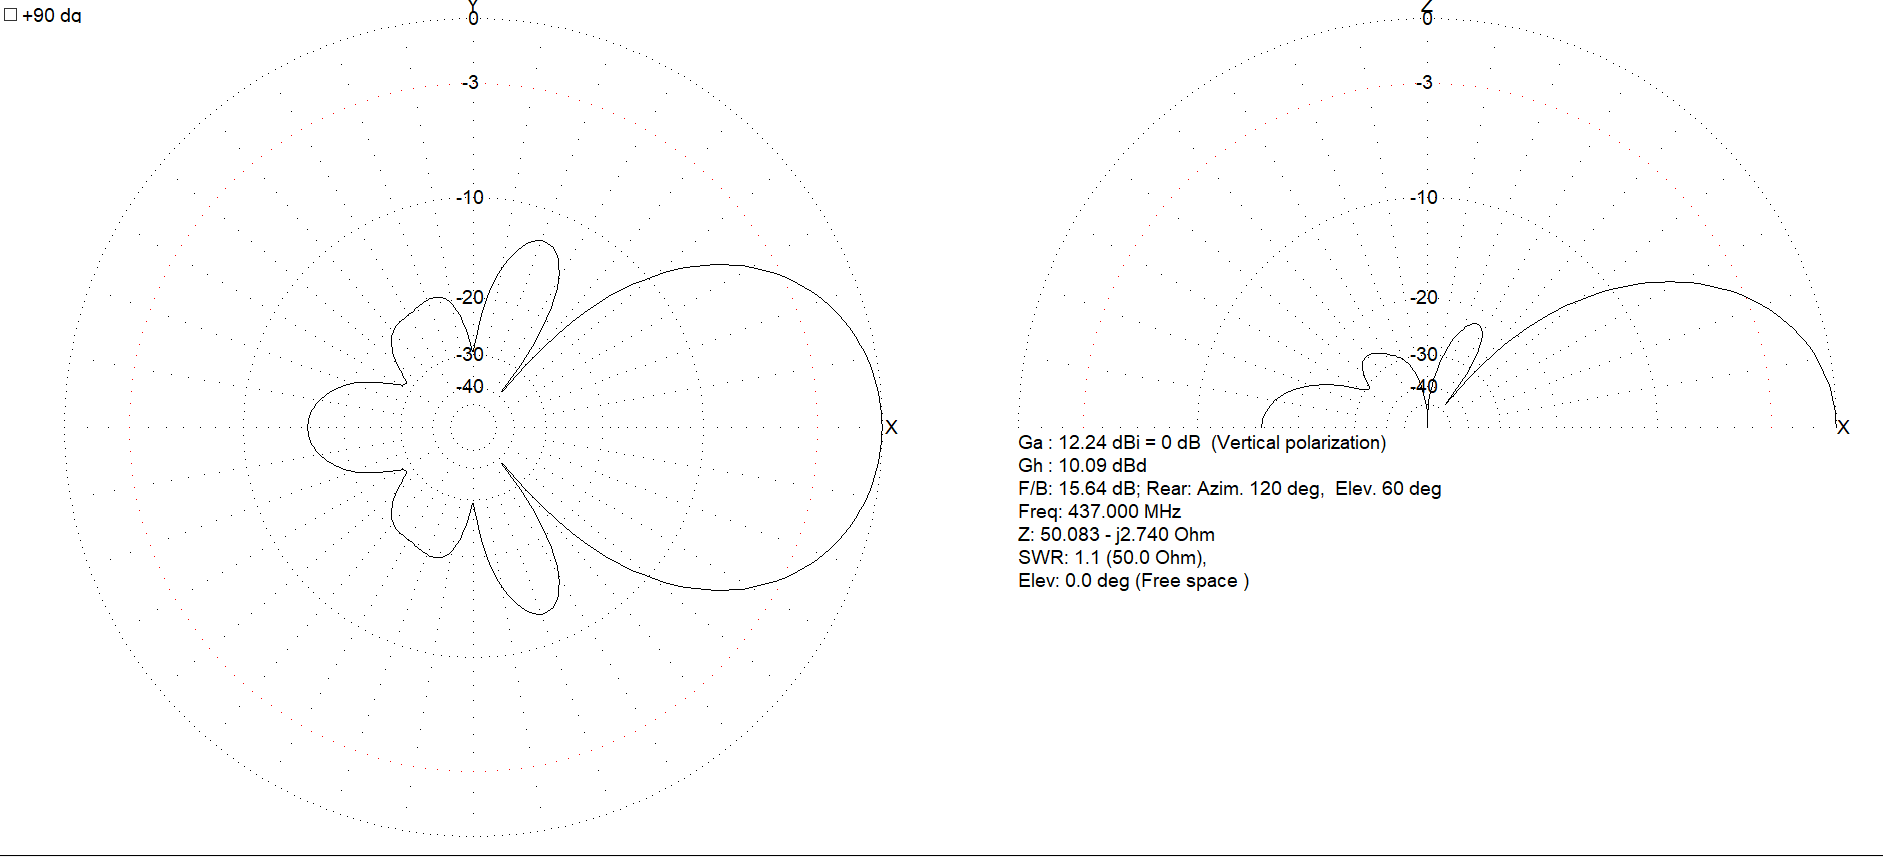 +90 dg
Y
0
-3
-10
-20
-30
-40
X
Z
0
-3
-10
-20
-30
-40
X
Ga : 12.24 dBi = 0 dB (Vertical polarization)
Gh : 10.09 dBd
F/B: 15.64 dB; Rear: Azim. 120 deg, Elev. 60 deg
Freq: 437.000 MHz
Z: 50.083 - j2.740 Ohm
SWR: 1.1 (50.0 Ohm),
Elev: 0.0 deg (Free space )